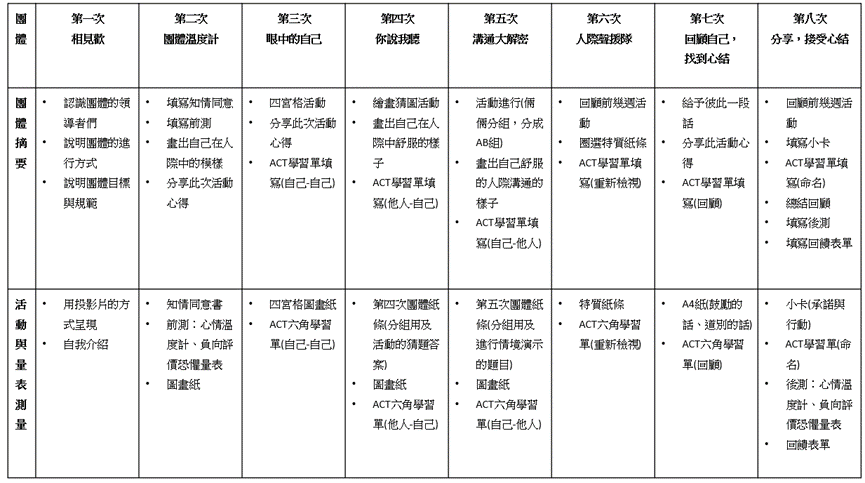 團體
第一次
相見歡
第二次
團體溫度計
第三次
眼中的自己
第四次
你說我聽
第五次
溝通大解密
第六次
人際聲援隊
第七次
回顧自己，
找到心結
第八次
分享，接受心結
團體摘要
• 認識團體的領
導者們
• 說明團體的進
行方式
• 說明團體目標
與規範
• 填寫知情同意
• 填寫前測
• 畫出自己在人
際中的模樣
• 分享此次活動
心得
• 四宮格活動
• 分享此次活動
心得
• ACT學習單填
寫(自己-自己)
• 繪畫猜圖活動
• 畫出自己在人
際中舒服的樣
子
• ACT學習單填
寫(他人-自己)
• 活動進行(倆
倆分組，分成
AB組)
• 畫出自己舒服
的人際溝通的
樣子
• ACT學習單填
寫(自己-他人)
• 回顧前幾週活
動
• 圈選特質紙條
• ACT學習單填
寫(重新檢視)
• 給予彼此一段
話
• 分享此活動心
得
• ACT學習單填
寫(回顧)
• 回顧前幾週活
動
• 填寫小卡
• ACT學習單填
寫(命名)
• 總結回顧
• 填寫後測
• 填寫回饋表單
活動與量表測量
• 用投影片的方
式呈現
• 自我介紹
• 知情同意書
• 前測：心情溫
度計、負向評
價恐懼量表
• 圖畫紙
• 四宮格圖畫紙
• ACT六角學習
單(自己-自己)
• 第四次團體紙
條(分組用及
活動的猜題答
案)
• 圖畫紙
• ACT六角學習
單(他人-自己)
• 第五次團體紙
條(分組用及
進行情境演示
的題目)
• 圖畫紙
• ACT六角學習
單(自己-他人)
• 特質紙條
• ACT六角學習
單(重新檢視)
• A4紙(鼓勵的
話、道別的話)
• ACT六角學習
單(回顧)
• 小卡(承諾與
行動)
• ACT學習單(命
名)
• 後測：心情溫
度計、負向評
價恐懼量表
• 回饋表單